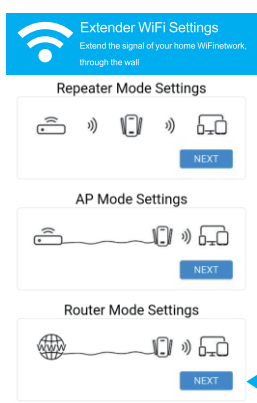 Extender WiFi Settings
Extend the signal of your home WiFinetwork,
through the wall
Repeater Mode Settings
NEXT
AP Mode Settings
NEXT
Router Mode Settings
WWW
NEXT